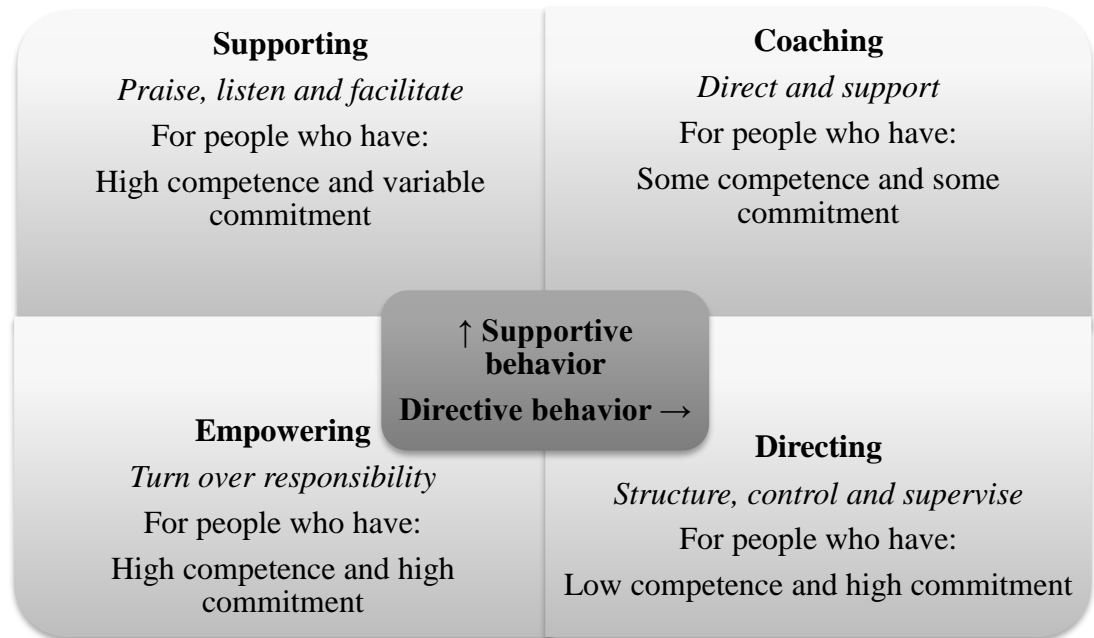 Supporting
Praise, listen and facilitate
For people who have:
High competence and variable
commitment
Coaching
Direct and support
For people who have:
Some competence and some
commitment
↑ Supportive
behavior
Directive behavior →
Empowering
Turn over responsibility
For people who have:
High competence and high
commitment
Directing
Structure, control and supervise
For people who have:
Low competence and high commitment